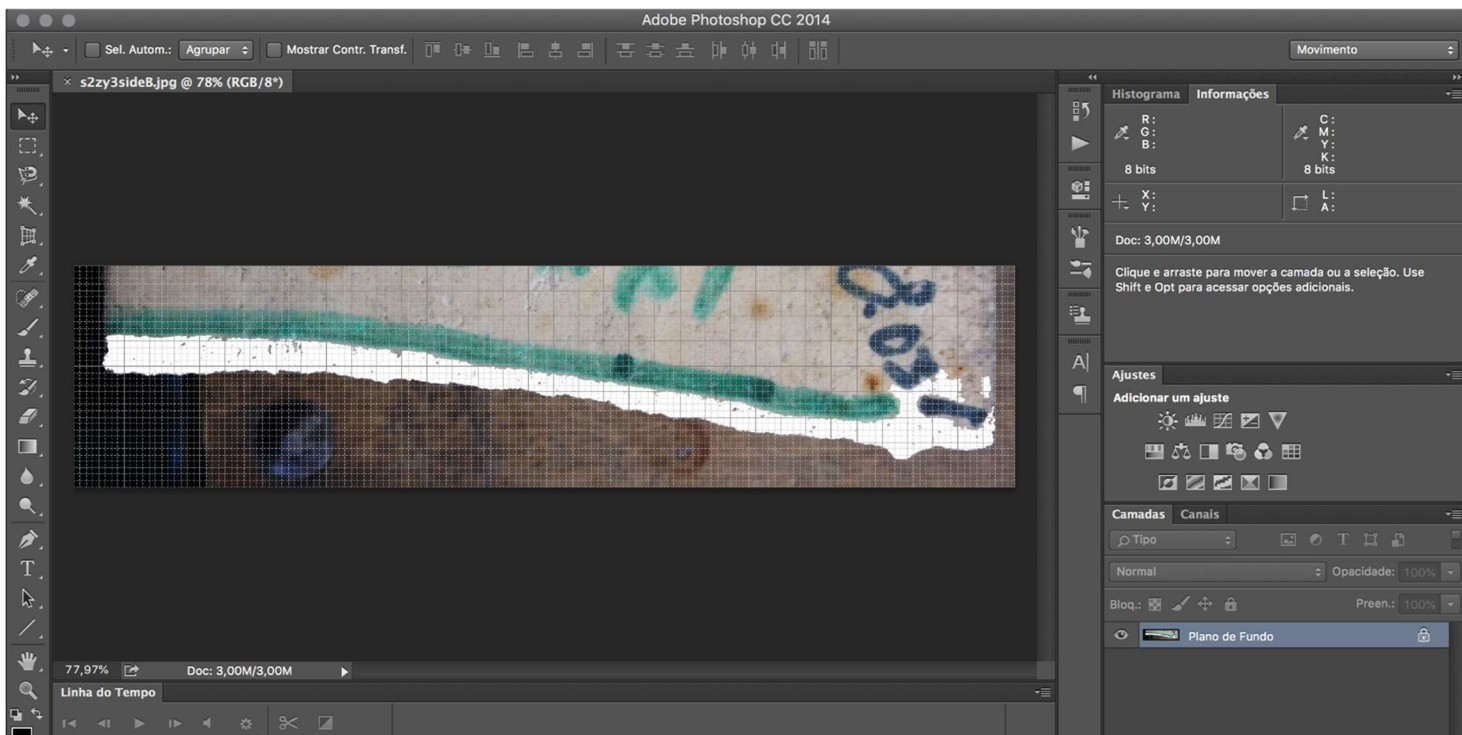 Adobe Photoshop CC 2014
Sel. Autom.: Agrupar Mostrar Contr. Transf. Movimento
× s2zy3sideB.jpg @ 78% (RGB/8*)
Histograma Informações
R: C:
G: M:
B: Y:
K:
8 bits 8 bits
X: L:
Y: A:
Doc: 3,00M/3,00M
Clique e arraste para mover a camada ou a seleção. Use
Shift e Opt para acessar opções adicionais.
Ajustes
Adicionar um ajuste
Camadas Canais
Tipo
Normal Opacidade: 100%
Bloq.: Preen.: 100%
Plano de Fundo
77,97% Doc: 3,00M/3,00M
Linha do Tempo